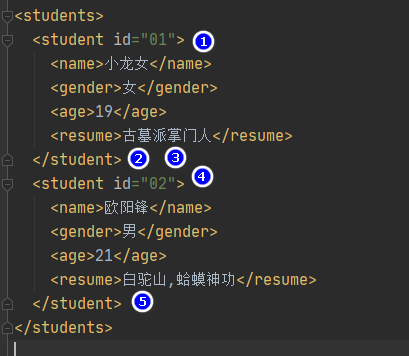 <students>
<student id="01"> 1
<name>小龙女</name>
<gender>女</gender>
<age>19</age>
<resume>古墓派掌门人</resume>
</student> 2 3
<student id="02"> 4
<name>欧阳锋</name>
<gender>男</gender>
<age>21</age>
<resume>白驼山,蛤蟆神功</resume>
</student> 5
</students>